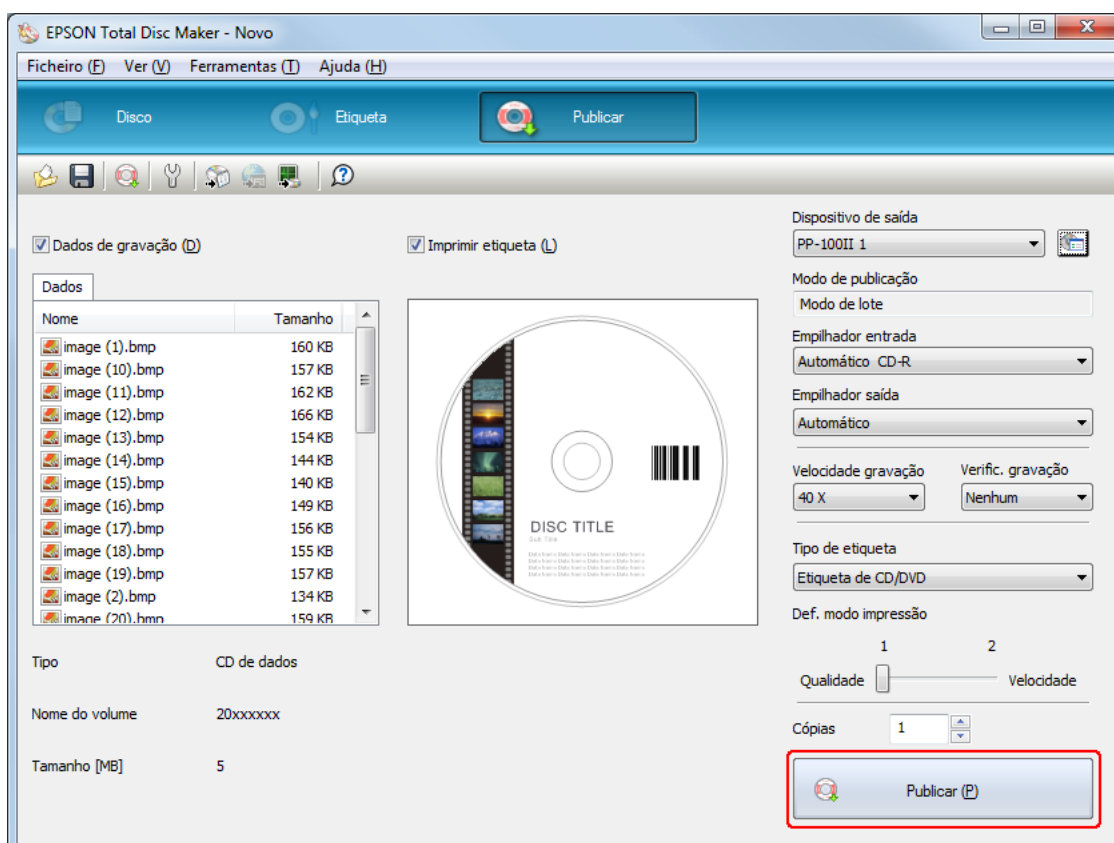 EPSON Total Disc Maker - Novo
Ficheiro (F) Ver (V) Ferramentas (T) Ajuda (H)
Disco Etiqueta Publicar
Dados de gravação (D)
Imprimir etiqueta (L)
Dados
Nome Tamanho
image (1).bmp 160 KB
image (10).bmp 157 KB
image (11).bmp 162 KB
image (12).bmp 166 KB
image (13).bmp 154 KB
image (14).bmp 144 KB
image (15).bmp 140 KB
image (16).bmp 149 KB
image (17).bmp 156 KB
image (18).bmp 155 KB
image (19).bmp 157 KB
image (2).bmp 134 KB
image (20).bmp 159 KB
DISC TITLE
Sub Title
Tipo CD de dados
Nome do volume 20xxxxxx
Tamanho [MB] 5
Dispositivo de saída
PP-100II 1
Modo de publicação
Modo de lote
Empilhador entrada
Automático CD-R
Empilhador saída
Automático
Velocidade gravação Verific. gravação
40 X Nenhum
Tipo de etiqueta
Etiqueta de CD/DVD
Def. modo impressão
1 2
Qualidade Velocidade
Cópias 1
Publicar (P)